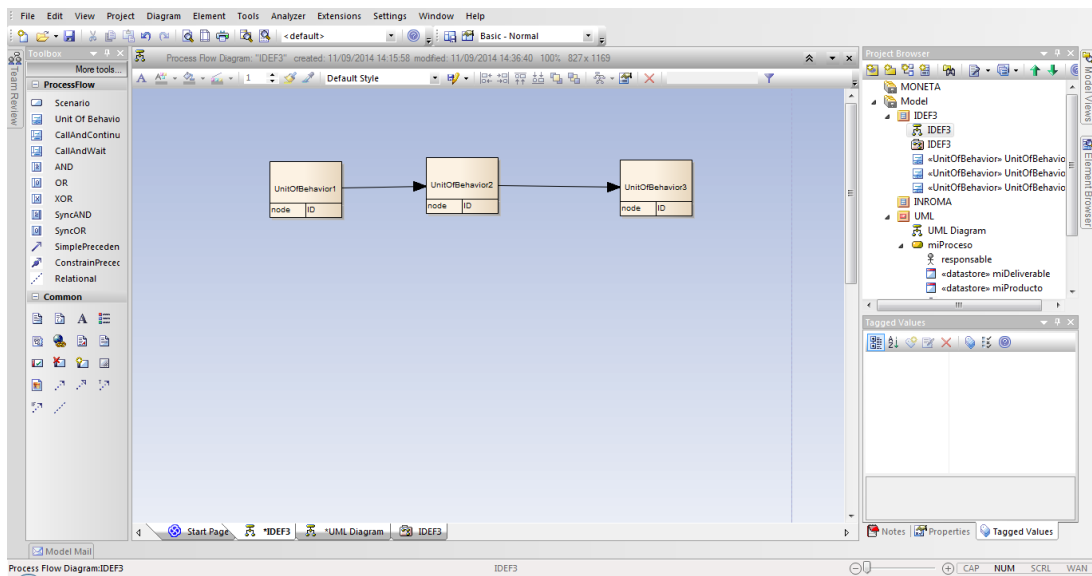 File Edit View Project Diagram Element Tools Analyzer Extensions Settings Window Help
<default> Basic - Normal
Toolbox
More tools...
ProcessFlow
Scenario
Unit Of Behavio
CallAndContinu
CallAndWait
AND
OR
XOR
SyncAND
SyncOR
SimplePreceden
ConstrainPrecec
Relational
Common
Team Review
Process Flow Diagram: "IDEF3" created: 11/09/2014 14:15:58 modified: 11/09/2014 14:36:40 100% 827 x 1169
1 Default Style
UnitOfBehavior1
node ID
UnitOfBehavior2
node ID
UnitOfBehavior3
node ID
Start Page *IDEF3 *UML Diagram IDEF3
Project Browser
MONETA
Model
IDEF3
IDEF3
IDEF3
«UnitOfBehavior» UnitOfBehavio
«UnitOfBehavior» UnitOfBehavio
«UnitOfBehavior» UnitOfBehavio
INROMA
UML
UML Diagram
miProceso
responsable
«datastore» miDeliverable
«datastore» miProducto
Tagged Values
Notes Properties Tagged Values
Model Views
Element Browser
Model Mail
Process Flow Diagram:IDEF3 IDEF3 CAP NUM SCRL WAN